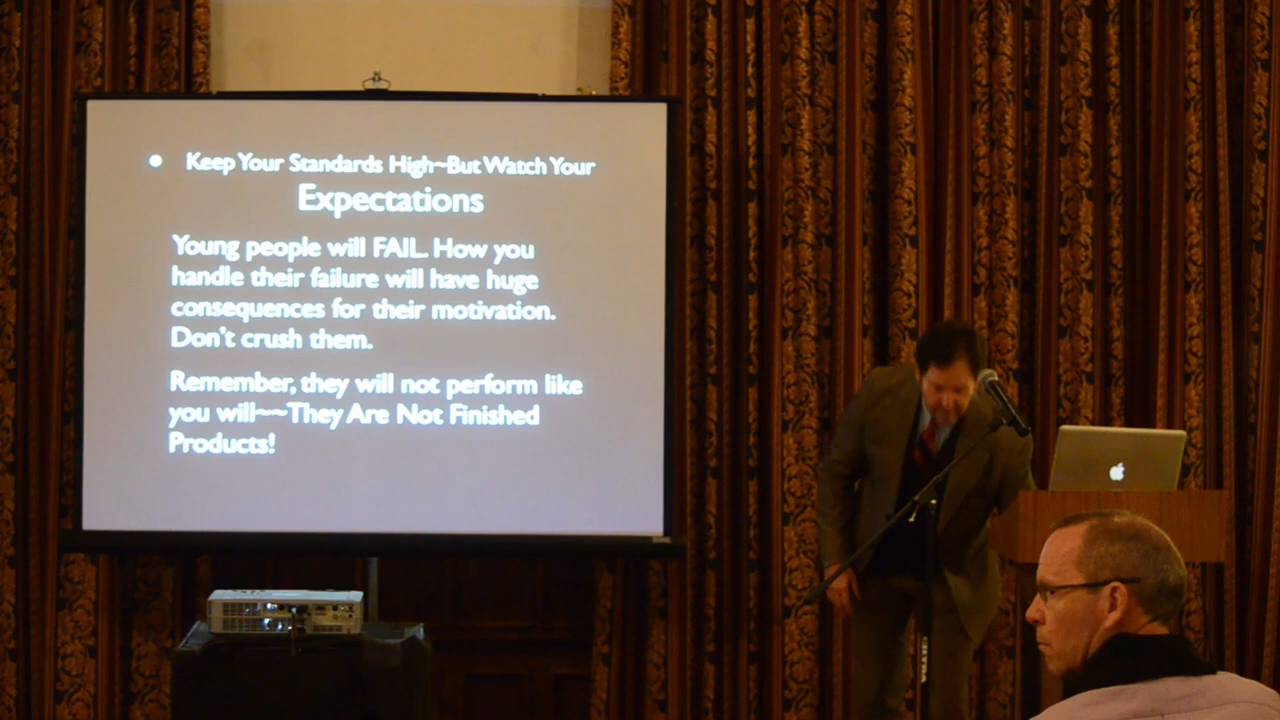 • Keep Your Standards High~But Watch Your
Expectations
Young people will FAIL. How you
handle their failure will have huge
consequences for their motivation.
Don't crush them.
Remember, they will not perform like
you will~~They Are Not Finished
Products!